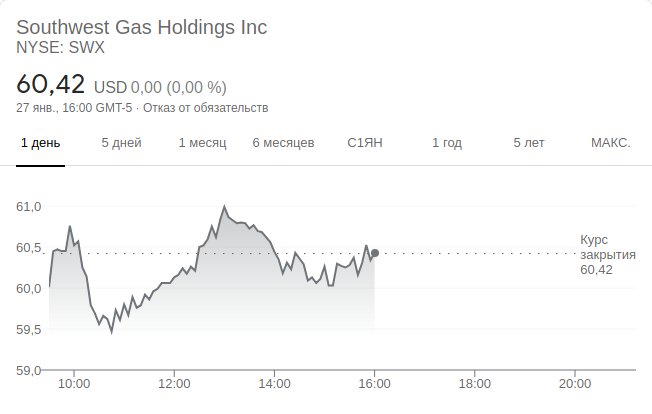 Southwest Gas Holdings Inc
NYSE: SWX
60,42 USD 0,00 (0,00 %)
27 янв., 16:00 GMT-5 · Отказ от обязательств
1 день 5 дней 1 месяц 6 месяцев С1ЯН 1 год 5 лет МАКС.
61,0
60,5
60,0
59,5
59,0
Курс
закрытия
60,42
10:00 12:00 14:00 16:00 18:00 20:00